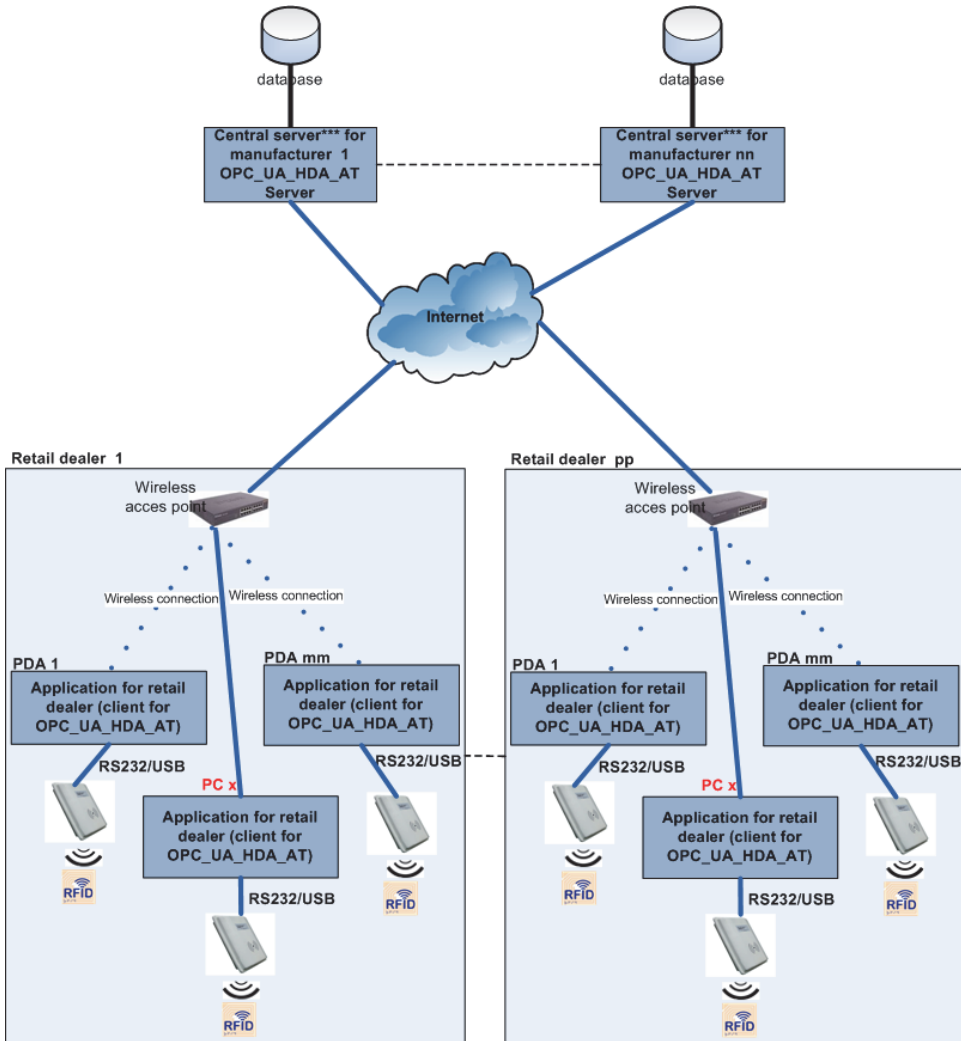 database
database
Central server*** for
manufacturer 1
OPC_UA_HDA_AT
Server
Central server*** for
manufacturer nn
OPC_UA_HDA_AT
Server
Internet
Retail dealer 1
Wireless
acces point
Wireless connection
Wireless connection
PDA 1
Application for retail
dealer (client for
OPC_UA_HDA_AT)
PDA mm
Application for retail
dealer (client for
OPC_UA_HDA_AT)
RS232/USB
RS232/USB
PC x
Application for retail
dealer (client for
OPC_UA_HDA_AT)
RS232/USB
RFID
RFID
RFID
Retail dealer pp
Wireless
acces point
Wireless connection
Wireless connection
PDA 1
Application for retail
dealer (client for
OPC_UA_HDA_AT)
PDA mm
Application for retail
dealer (client for
OPC_UA_HDA_AT)
RS232/USB
RS232/USB
PC x
Application for retail
dealer (client for
OPC_UA_HDA_AT)
RS232/USB
RFID
RFID
RFID